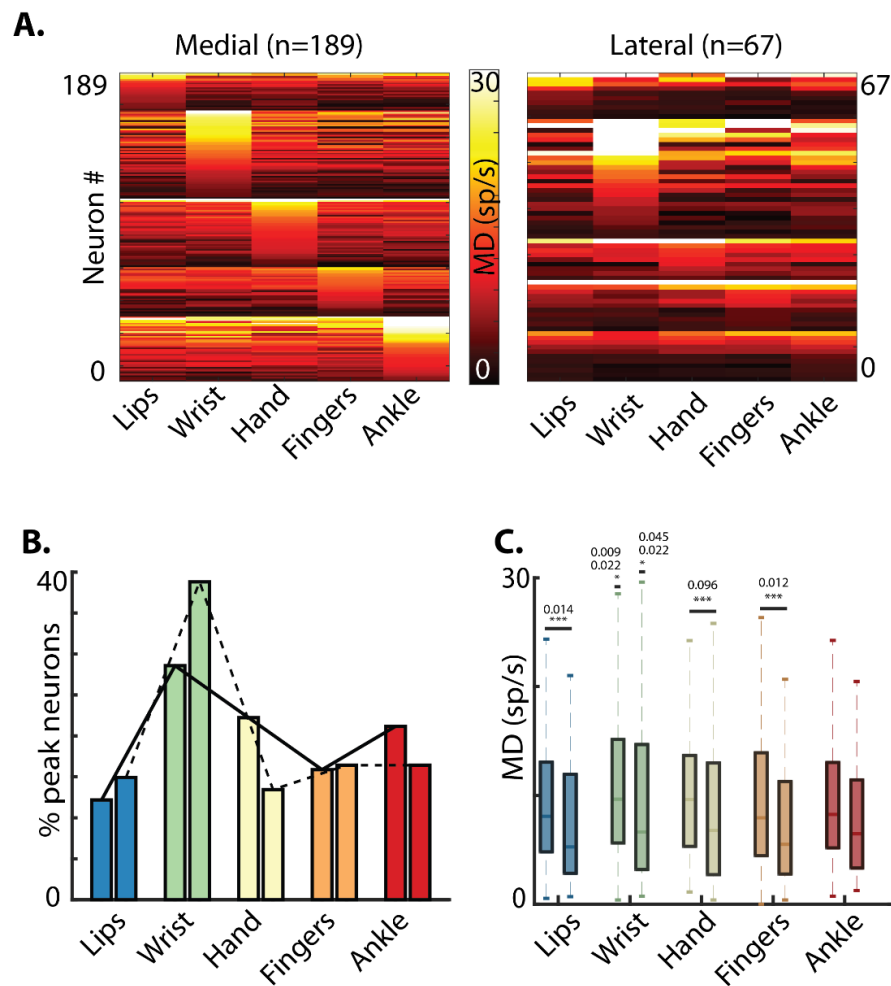 A.
Medial (n=189)
Lateral (n=67)
189
Neuron #
0
30
MD (sp/s)
0
67
0
Lips
Wrist
Hand
Fingers
Ankle
Lips
Wrist
Hand
Fingers
Ankle
B.
40
% peak neurons
0
Lips
Wrist
Hand
Fingers
Ankle
C.
30
MD (sp/s)
0
0.014
***
0.009
0.022
*
0.045
0.022
*
0.096
***
0.012
***
Lips
Wrist
Hand
Fingers
Ankle